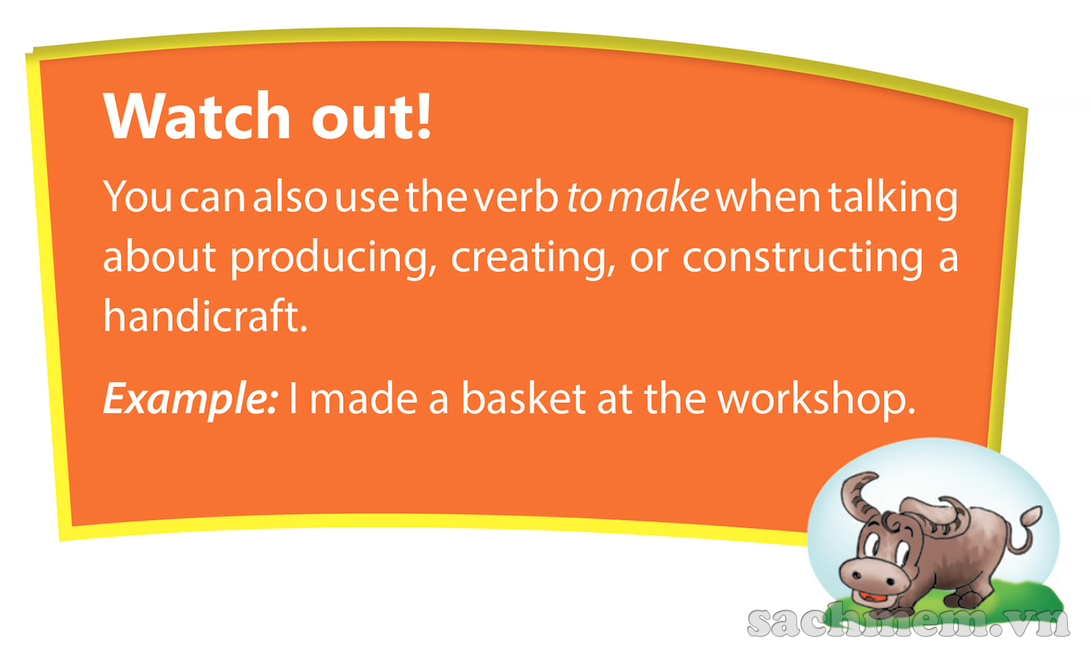 Watch out!
You can also use the verb to make when talking
about producing, creating, or constructing a
handicraft.
Example: I made a basket at the workshop.
sachmem.vn